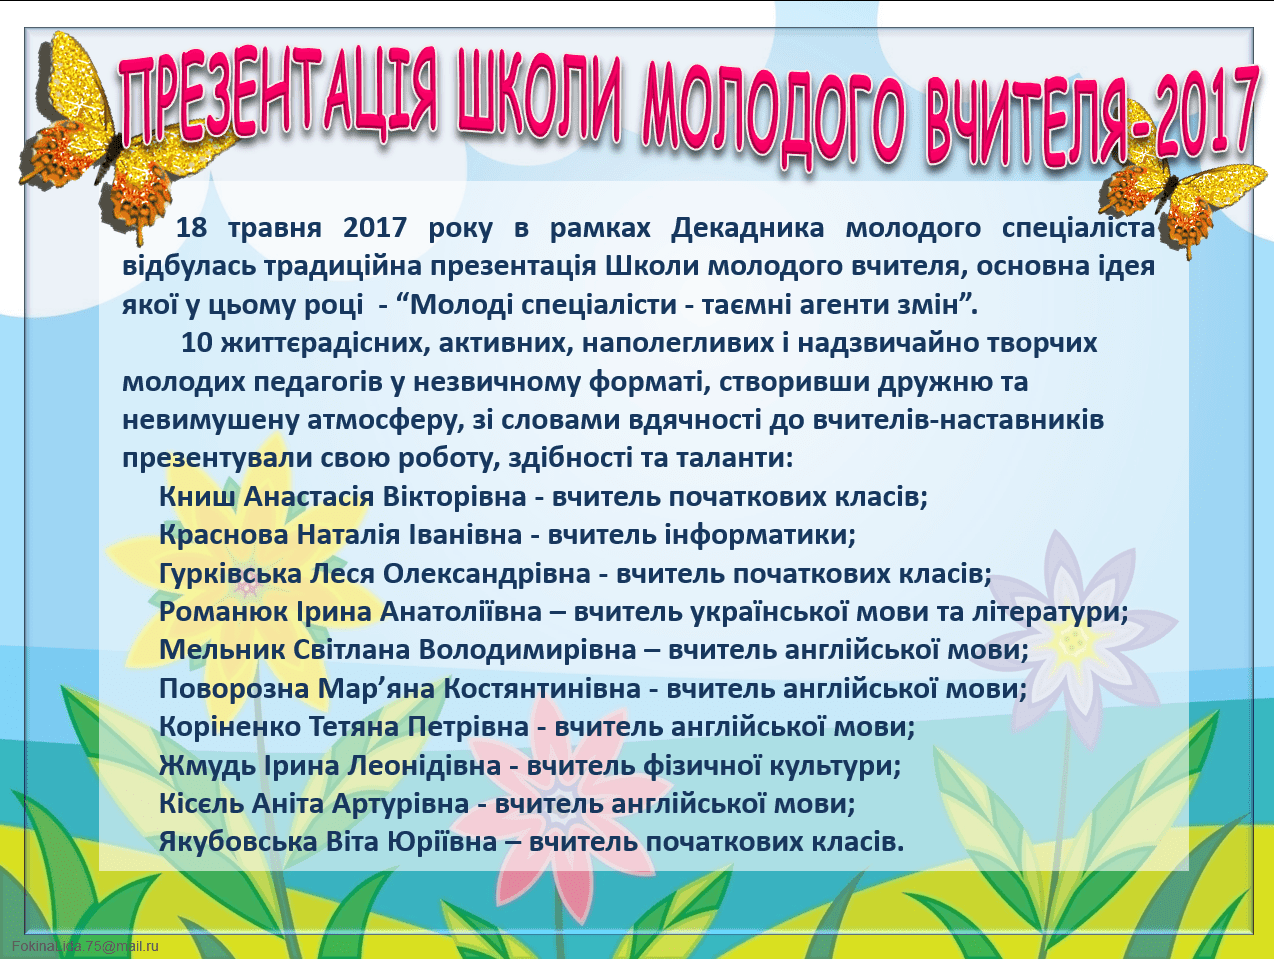 ПРЕЗЕНТАЦІЯ ШКОЛИ МОЛОДОГО ВЧИТЕЛЯ-2017
18 травня 2017 року в рамках Декадника молодого спеціаліста
відбулась традиційна презентація Школи молодого вчителя, основна ідея
якої у цьому році - “Молоді спеціалісти - таємні агенти змін”.
10 життєрадісних, активних, наполегливих і надзвичайно творчих
молодих педагогів у незвичному форматі, створивши дружню та
невимушену атмосферу, зі словами вдячності до вчителів-наставників
презентували свою роботу, здібності та таланти:
Книш Анастасія Вікторівна - вчитель початкових класів;
Краснова Наталія Іванівна - вчитель інформатики;
Гурківська Леся Олександрівна - вчитель початкових класів;
Романюк Ірина Анатоліївна – вчитель української мови та літератури;
Мельник Світлана Володимирівна – вчитель англійської мови;
Поворозна Мар’яна Костянтинівна - вчитель англійської мови;
Коріненко Тетяна Петрівна - вчитель англійської мови;
Жмудь Ірина Леонідівна - вчитель фізичної культури;
Кісєль Аніта Артурівна - вчитель англійської мови;
Якубовська Віта Юріївна – вчитель початкових класів.
FokinaLida.75@mail.ru